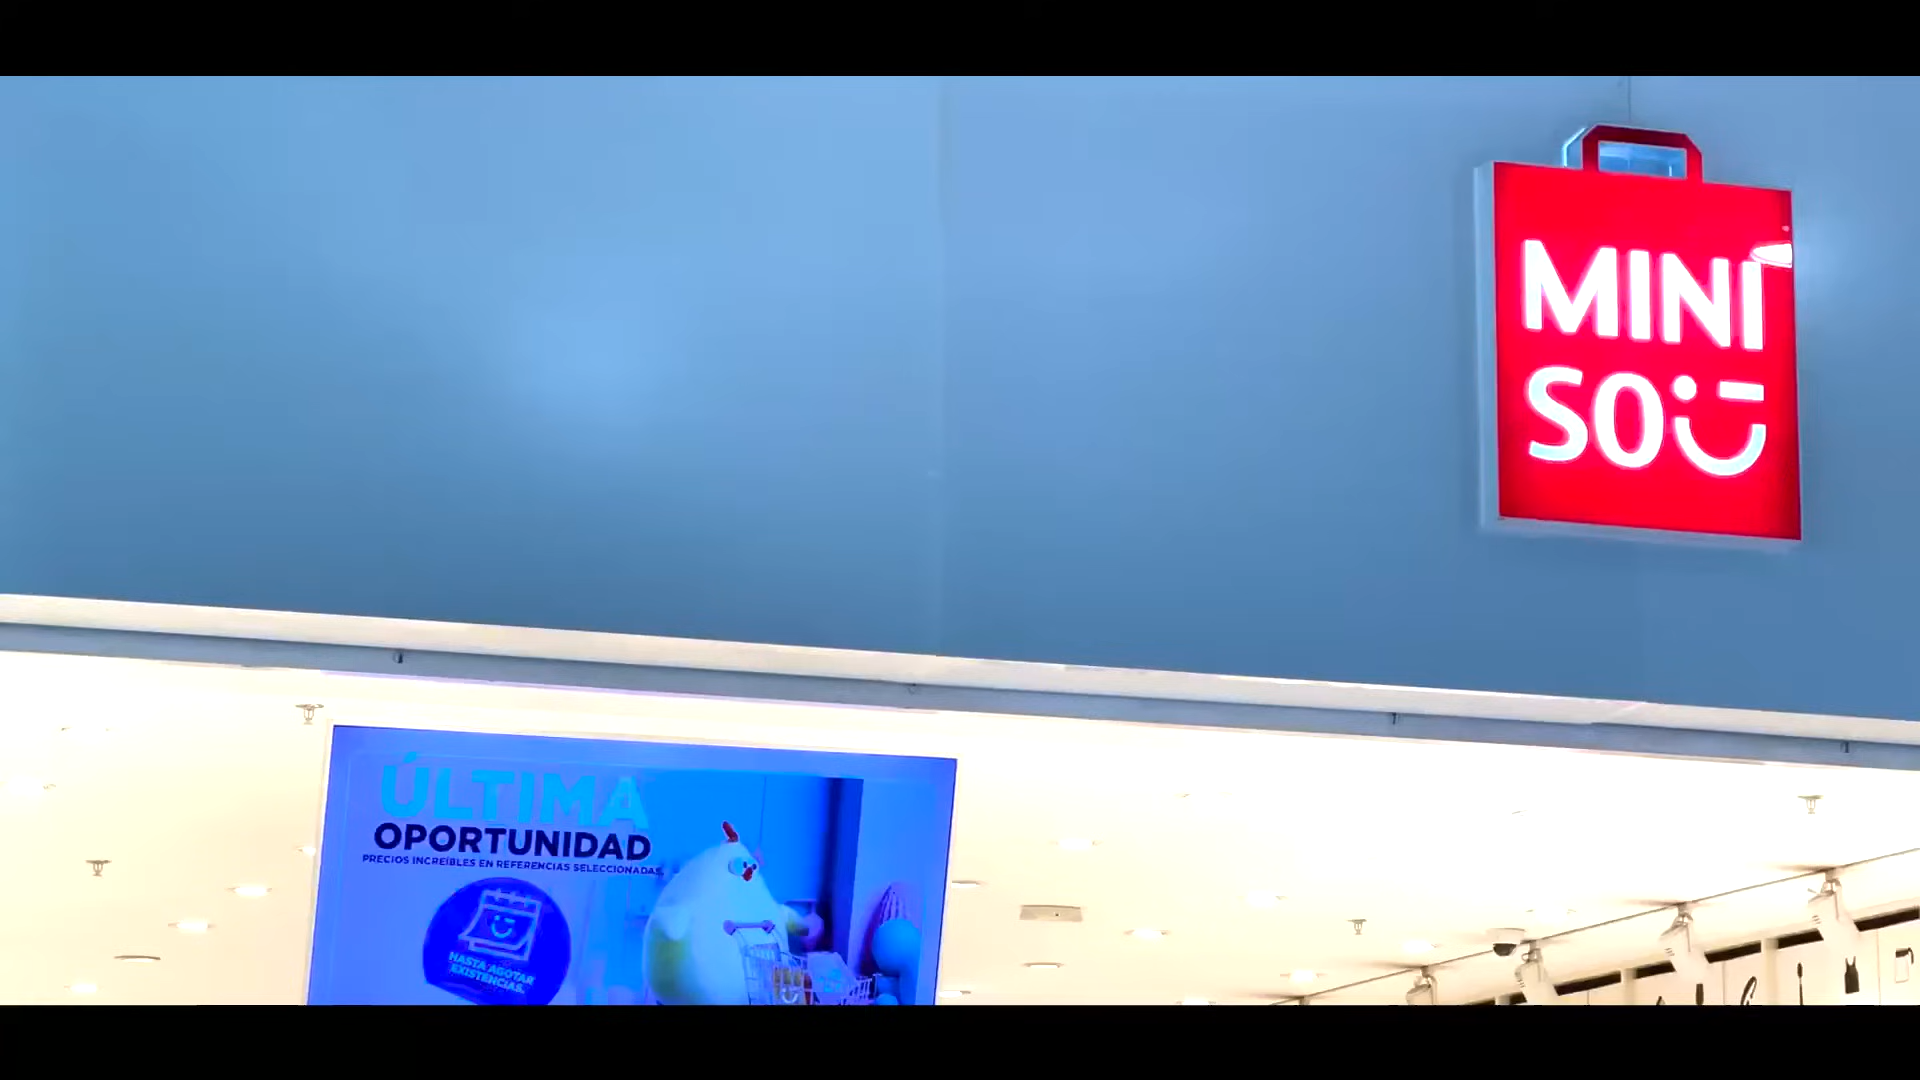 MINI
SO
ÚLTIMA
OPORTUNIDAD
PRECIOS INCREÍBLES EN REFERENCIAS SELECCIONADAS.
HASTA AGOTAR
EXISTENCIAS.